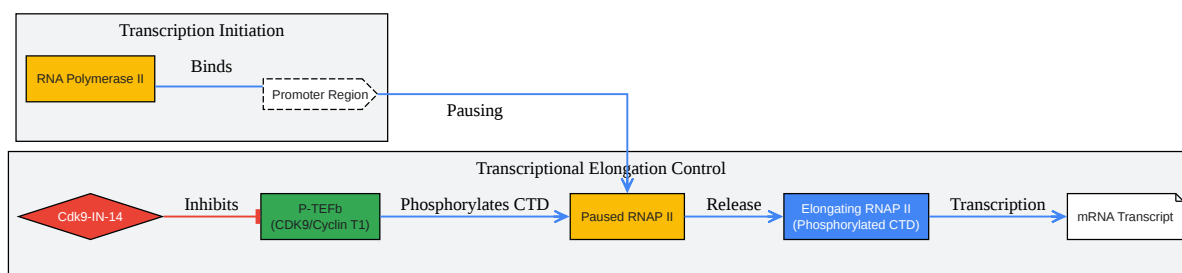 Transcription Initiation
RNA Polymerase II
Binds
Promoter Region
Pausing
Transcriptional Elongation Control
Cdk9-IN-14
Inhibits
P-TEFb
(CDK9/Cyclin T1)
Phosphorylates CTD
Paused RNAP II
Release
Elongating RNAP II
(Phosphorylated CTD)
Transcription
mRNA Transcript